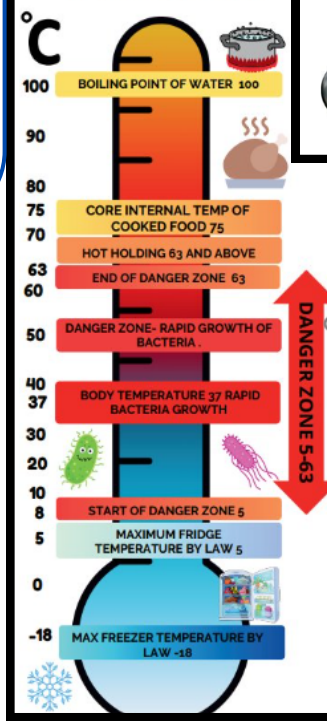 °C
100
BOILING POINT OF WATER 100
90
80
75
CORE INTERNAL TEMP OF
COOKED FOOD 75
70
HOT HOLDING 63 AND ABOVE
63
END OF DANGER ZONE 63
60
50
DANGER ZONE- RAPID GROWTH OF
BACTERIA .
DANGER ZONE 5-63
40
37
BODY TEMPERATURE 37 RAPID
BACTERIA GROWTH
30
20
10
8
START OF DANGER ZONE 5
5
MAXIMUM FRIDGE
TEMPERATURE BY LAW 5
0
-18
MAX FREEZER TEMPERATURE BY
LAW -18